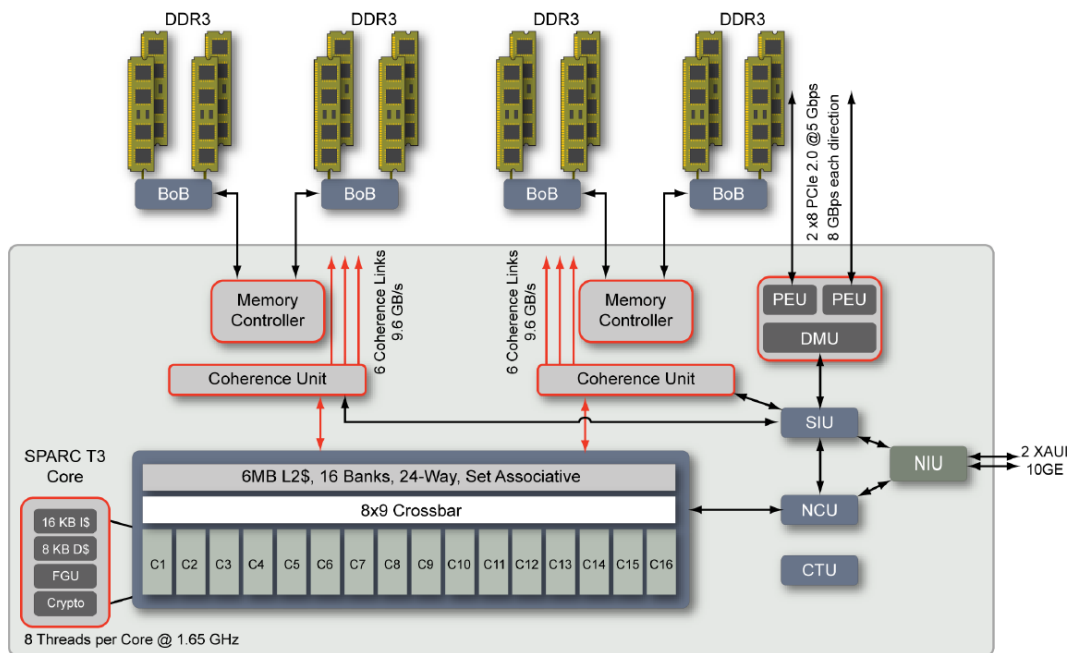 DDR3
DDR3
DDR3
DDR3
BoB
BoB
BoB
BoB
2 x8 PCIe 2.0 @5 Gbps
8 GBps each direction
Memory
Controller
6 Coherence Links
9.6 GB/s
6 Coherence Links
9.6 GB/s
Memory
Controller
PEU
PEU
DMU
Coherence Unit
Coherence Unit
SIU
NIU
2 XAUI
10GE
SPARC T3
Core
6MB L2$, 16 Banks, 24-Way, Set Associative
8x9 Crossbar
NCU
16 KB I$
8 KB D$
FGU
Crypto
C1 C2 C3 C4 C5 C6 C7 C8 C9 C10 C11 C12 C13 C14 C15 C16
CTU
8 Threads per Core @ 1.65 GHz